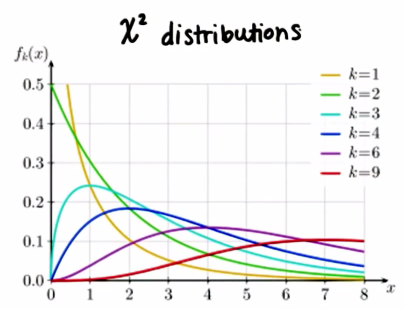 χ² distributions
fₖ(x)
k=1
k=2
k=3
k=4
k=6
k=9
0.5
0.4
0.3
0.2
0.1
0.0
0 1 2 3 4 5 6 7 8 x